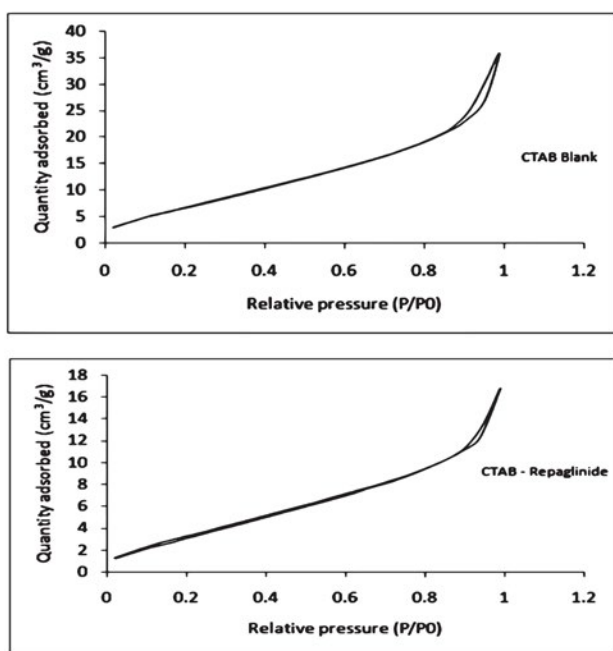 Quantity adsorbed (cm³/g)
40
35
30
25
20
15
10
5
0
0 0.2 0.4 0.6 0.8 1 1.2
Relative pressure (P/P0)
CTAB Blank
Quantity adsorbed (cm³/g)
18
16
14
12
10
8
6
4
2
0
0 0.2 0.4 0.6 0.8 1 1.2
Relative pressure (P/P0)
CTAB - Repaglinide